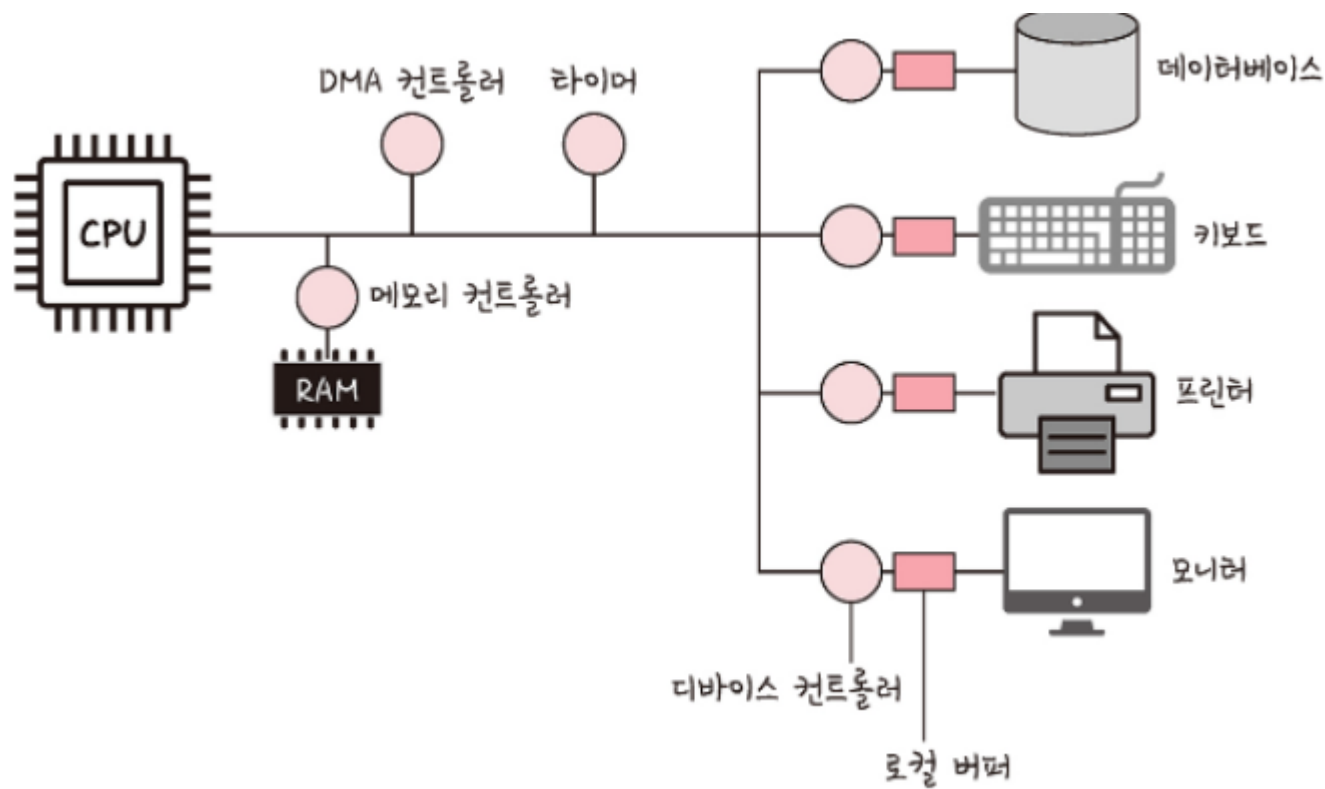 DMA 컨트롤러
타이머
데이터베이스
CPU
키보드
메모리 컨트롤러
RAM
프린터
모니터
디바이스 컨트롤러
로컬 버퍼